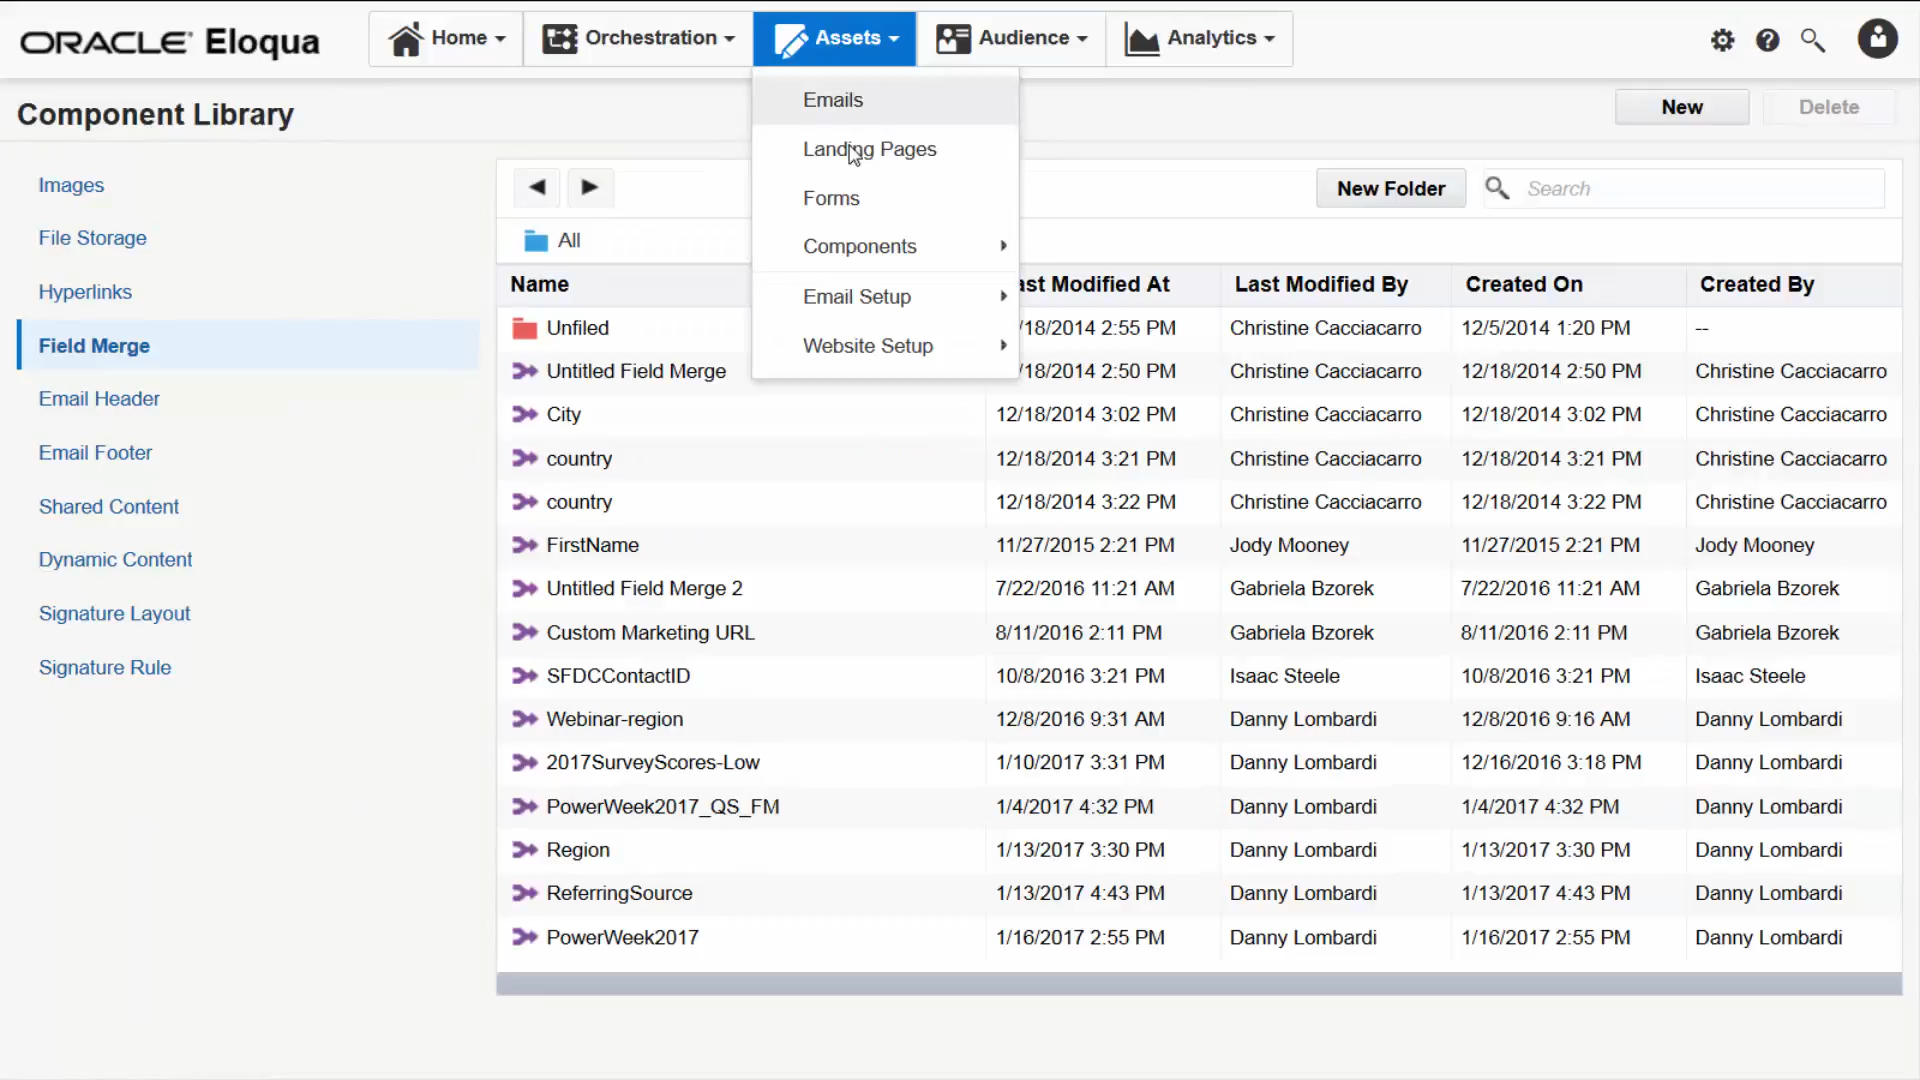 ORACLE Eloqua
Home
Orchestration
Assets
Audience
Analytics
Component Library
New
Delete
Emails
Landing Pages
Forms
Components
Email Setup
Website Setup
Images
File Storage
Hyperlinks
Field Merge
Email Header
Email Footer
Shared Content
Dynamic Content
Signature Layout
Signature Rule
New Folder
Search
All
Name ast Modified At Last Modified By Created On Created By
Unfiled /18/2014 2:55 PM Christine Cacciacarro 12/5/2014 1:20 PM --
Untitled Field Merge /18/2014 2:50 PM Christine Cacciacarro 12/18/2014 2:50 PM Christine Cacciacarro
City 12/18/2014 3:02 PM Christine Cacciacarro 12/18/2014 3:02 PM Christine Cacciacarro
country 12/18/2014 3:21 PM Christine Cacciacarro 12/18/2014 3:21 PM Christine Cacciacarro
country 12/18/2014 3:22 PM Christine Cacciacarro 12/18/2014 3:22 PM Christine Cacciacarro
FirstName 11/27/2015 2:21 PM Jody Mooney 11/27/2015 2:21 PM Jody Mooney
Untitled Field Merge 2 7/22/2016 11:21 AM Gabriela Bzorek 7/22/2016 11:21 AM Gabriela Bzorek
Custom Marketing URL 8/11/2016 2:11 PM Gabriela Bzorek 8/11/2016 2:11 PM Gabriela Bzorek
SFDCContactID 10/8/2016 3:21 PM Isaac Steele 10/8/2016 3:21 PM Isaac Steele
Webinar-region 12/8/2016 9:31 AM Danny Lombardi 12/8/2016 9:16 AM Danny Lombardi
2017SurveyScores-Low 1/10/2017 3:31 PM Danny Lombardi 12/16/2016 3:18 PM Danny Lombardi
PowerWeek2017_QS_FM 1/4/2017 4:32 PM Danny Lombardi 1/4/2017 4:32 PM Danny Lombardi
Region 1/13/2017 3:30 PM Danny Lombardi 1/13/2017 3:30 PM Danny Lombardi
ReferringSource 1/13/2017 4:43 PM Danny Lombardi 1/13/2017 4:43 PM Danny Lombardi
PowerWeek2017 1/16/2017 2:55 PM Danny Lombardi 1/16/2017 2:55 PM Danny Lombardi